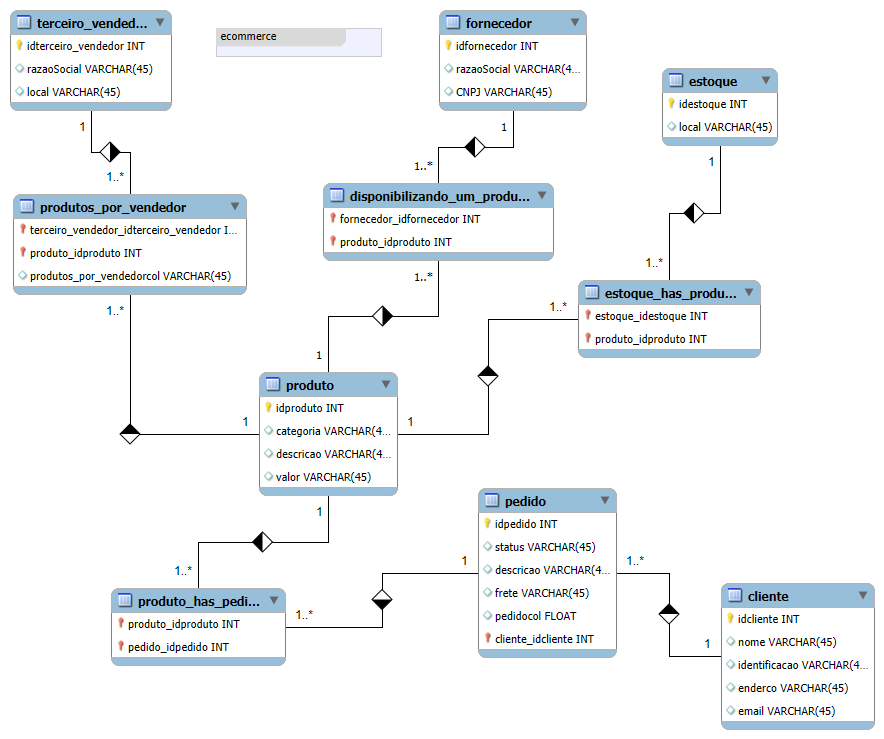 terceiro_vended...
idterceiro_vendedor INT
razaoSocial VARCHAR(45)
local VARCHAR(45)
ecommerce
fornecedor
idfornecedor INT
razaoSocial VARCHAR(4...
CNPJ VARCHAR(45)
estoque
idestoque INT
local VARCHAR(45)
1
1..*
1
1..*
1
1..*
produtos_por_vendedor
terceiro_vendedor_idterceiro_vendedor I...
produto_idproduto INT
produtos_por_vendedorcol VARCHAR(45)
disponibilizando_um_produ...
fornecedor_idfornecedor INT
produto_idproduto INT
estoque_has_produ...
estoque_idestoque INT
produto_idproduto INT
1..*
1
1..*
1
1..*
1
produto
idproduto INT
categoria VARCHAR(4...
descricao VARCHAR(4...
valor VARCHAR(45)
1
1..*
produto_has_pedi...
produto_idproduto INT
pedido_idpedido INT
1..*
1
pedido
idpedido INT
status VARCHAR(45)
descricao VARCHAR(4...
frete VARCHAR(45)
pedidocol FLOAT
cliente_idcliente INT
1..*
1
cliente
idcliente INT
nome VARCHAR(45)
identificacao VARCHAR(4...
enderco VARCHAR(45)
email VARCHAR(45)